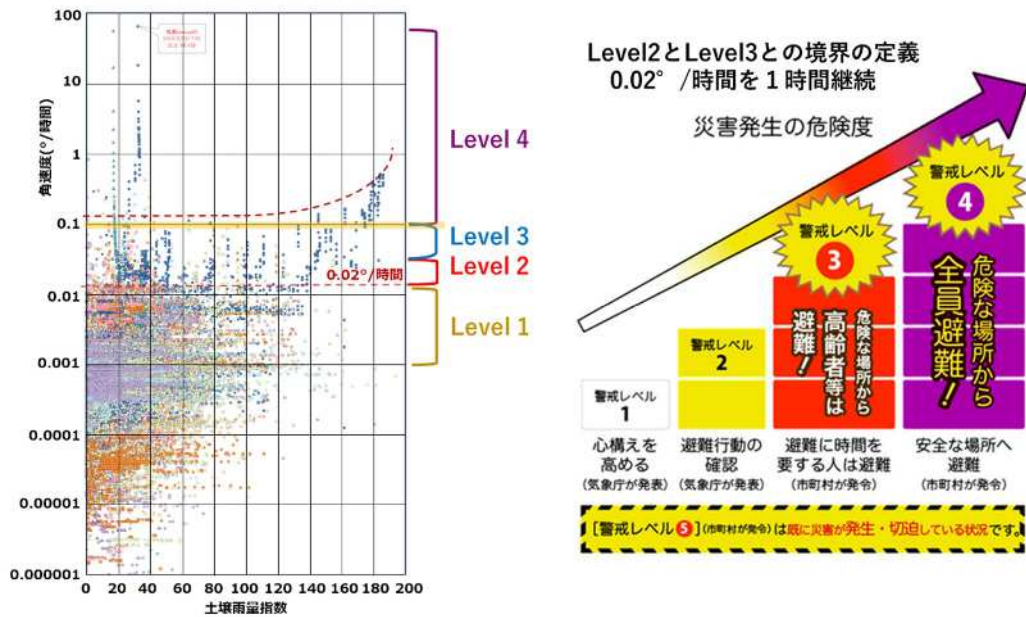 100
10
1
0.1
0.01
0.001
0.0001
0.00001
0.000001
角速度(°/時間)
0 20 40 60 80 100 120 140 160 180 200
土壌雨量指数
0.02°/時間
Level 4
Level 3
Level 2
Level 1
Level2とLevel3との境界の定義
0.02° /時間を1時間継続
災害発生の危険度
警戒レベル
1
心構えを
高める
(気象庁が発表)
警戒レベル
2
避難行動の
確認
(気象庁が発表)
警戒レベル
3
危険な場所から
高齢者等は
避難!
避難に時間を
要する人は避難
(市町村が発令)
警戒レベル
4
危険な場所から
全員避難!
安全な場所へ
避難
(市町村が発令)
[警戒レベル5](市町村が発令)は既に災害が発生・切迫している状況です。